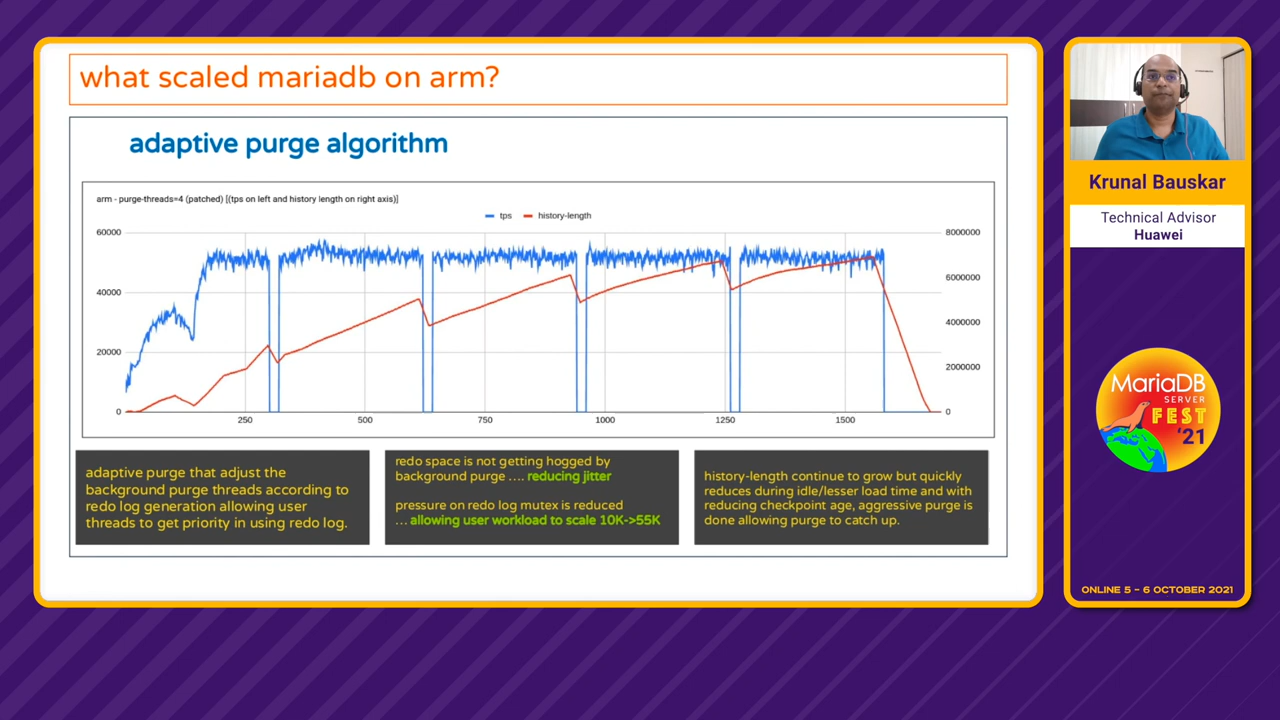 what scaled mariadb on arm?
adaptive purge algorithm
arm - purge-threads=4 (patched) [(tps on left and history length on right axis)]
tps history-length
60000
40000
20000
0
8000000
6000000
4000000
2000000
0
250 500 750 1000 1250 1500
adaptive purge that adjust the
background purge threads according to
redo log generation allowing user
threads to get priority in using redo log.
redo space is not getting hogged by
background purge .... reducing jitter
pressure on redo log mutex is reduced
... allowing user workload to scale 10K->55K
history-length continue to grow but quickly
reduces during idle/lesser load time and with
reducing checkpoint age, aggressive purge is
done allowing purge to catch up.
Krunal Bauskar
Technical Advisor
Huawei
MariaDB
SERVER
FEST
'21
ONLINE 5 – 6 OCTOBER 2021